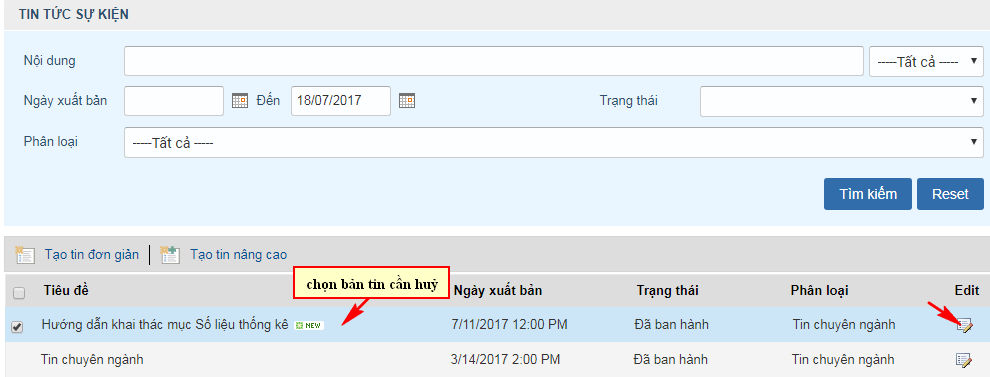 TIN TỨC SỰ KIỆN
Nội dung -----Tất cả -----
Ngày xuất bản Đến 18/07/2017 Trạng thái
Phân loại -----Tất cả -----
Tìm kiếm Reset
Tạo tin đơn giản Tạo tin nâng cao
chọn bản tin cần huỷ
Tiêu đề Ngày xuất bản Trạng thái Phân loại Edit
Hướng dẫn khai thác mục Số liệu thống kê NEW 7/11/2017 12:00 PM Đã ban hành Tin chuyên ngành
Tin chuyên ngành 3/14/2017 2:00 PM Đã ban hành Tin chuyên ngành